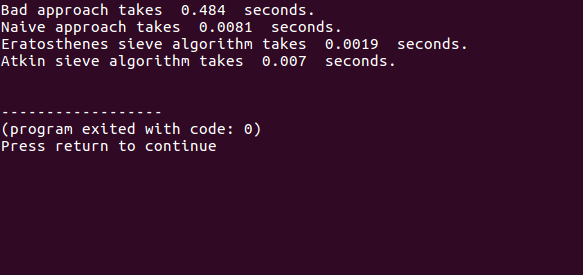 Bad approach takes  0.484  seconds.
Naive approach takes  0.0081  seconds.
Eratosthenes sieve algorithm takes  0.0019  seconds.
Atkin sieve algorithm takes  0.007  seconds.
------------------
(program exited with code: 0)
Press return to continue